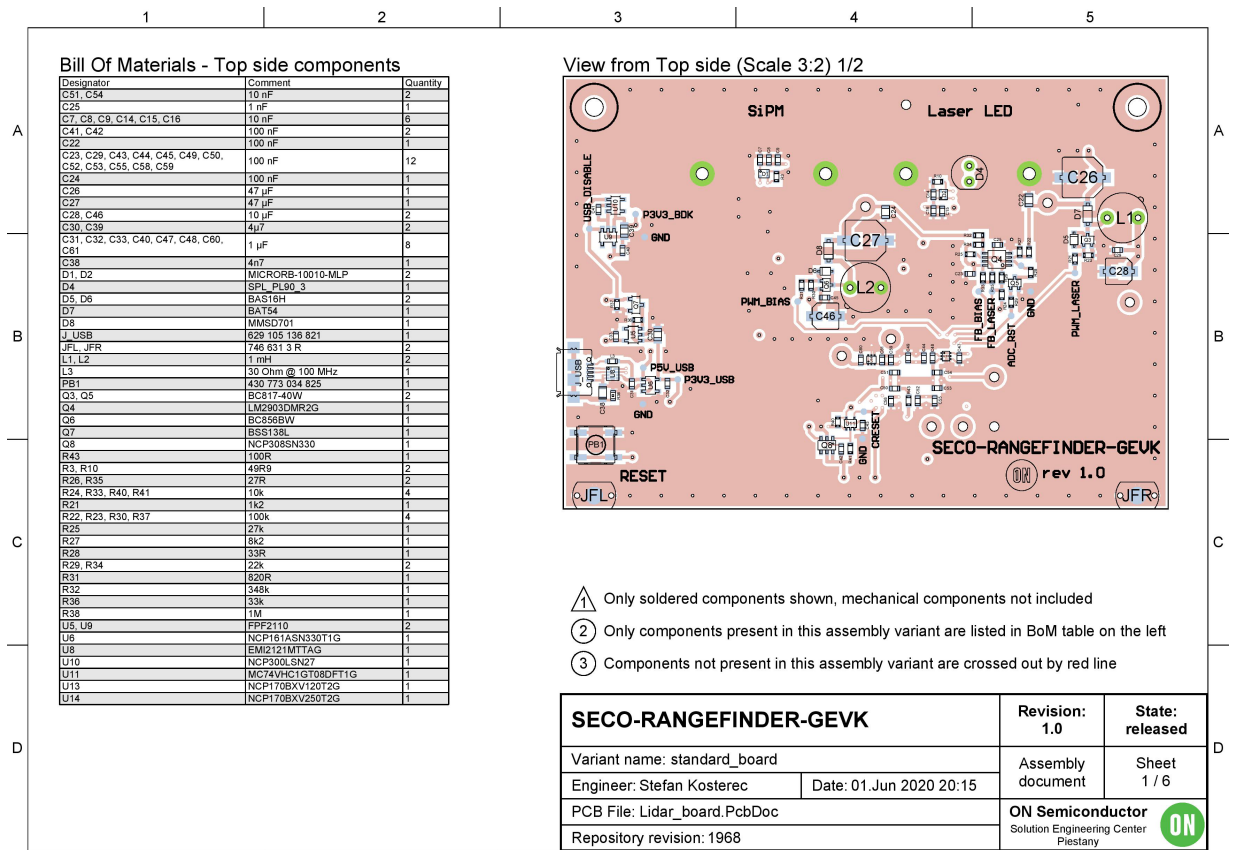 1 2 3 4 5
Bill Of Materials - Top side components
Designator Comment Quantity
C51, C54 10 nF 2
C25 1 nF 1
C7, C8, C9, C14, C15, C16 10 nF 6
C41, C42 100 nF 2
C22 100 nF 1
C23, C29, C43, C44, C45, C49, C50,
C52, C53, C55, C58, C59 100 nF 12
C24 100 nF 1
C26 47 µF 1
C27 47 µF 1
C28, C46 10 µF 2
C30, C39 4µ7 2
C31, C32, C33, C40, C47, C48, C60,
C61 1 µF 8
C38 4n7 1
D1, D2 MICRORB-10010-MLP 2
D4 SPL_PL90_3 1
D5, D6 BAS16H 2
D7 BAT54 1
D8 MMSD701 1
J_USB 629 105 136 821 1
JFL, JFR 746 631 3 R 2
L1, L2 1 mH 2
L3 30 Ohm @ 100 MHz 1
PB1 430 773 034 825 1
Q3, Q5 BC817-40W 2
Q4 LM2903DMR2G 1
Q6 BC856BW 1
Q7 BSS138L 1
Q8 NCP308SN330 1
R43 100R 1
R3, R10 49R9 2
R26, R35 27R 2
R24, R33, R40, R41 10k 4
R21 1k2 1
R22, R23, R30, R37 100k 4
R25 27k 1
R27 8k2 1
R28 33R 1
R29, R34 22k 2
R31 820R 1
R32 348k 1
R36 33k 1
R38 1M 1
U5, U9 FPF2110 2
U6 NCP161ASN330T1G 1
U8 EMI2121MTTAG 1
U10 NCP300LSN27 1
U11 MC74VHC1GT08DFT1G 1
U13 NCP170BXV120T2G 1
U14 NCP170BXV250T2G 1
View from Top side (Scale 3:2) 1/2
SiPM
Laser LED
USB_DISABLE
P3V3_BDK
GND
D4
C26
C22
D7
L1
C24
C27
D8
L2
C46
PWM_BIAS
Q4
C28
FB_BIAS
FB_LASER
ADC_RST
GND
PWM_LASER
J_USB
P5V_USB
P3V3_USB
GND
PB1
RESET
CRESET
GND
SECO-RANGEFINDER-GEVK
ON rev 1.0
JFL
JFR
1 Only soldered components shown, mechanical components not included
2 Only components present in this assembly variant are listed in BoM table on the left
3 Components not present in this assembly variant are crossed out by red line
SECO-RANGEFINDER-GEVK
Revision:
1.0
State:
released
Variant name: standard_board
Assembly
document
Sheet
1 / 6
Engineer: Stefan Kosterec Date: 01.Jun 2020 20:15
PCB File: Lidar_board.PcbDoc
Repository revision: 1968
ON Semiconductor
Solution Engineering Center
Piestany
ON
A
B
C
D
A
B
C
D